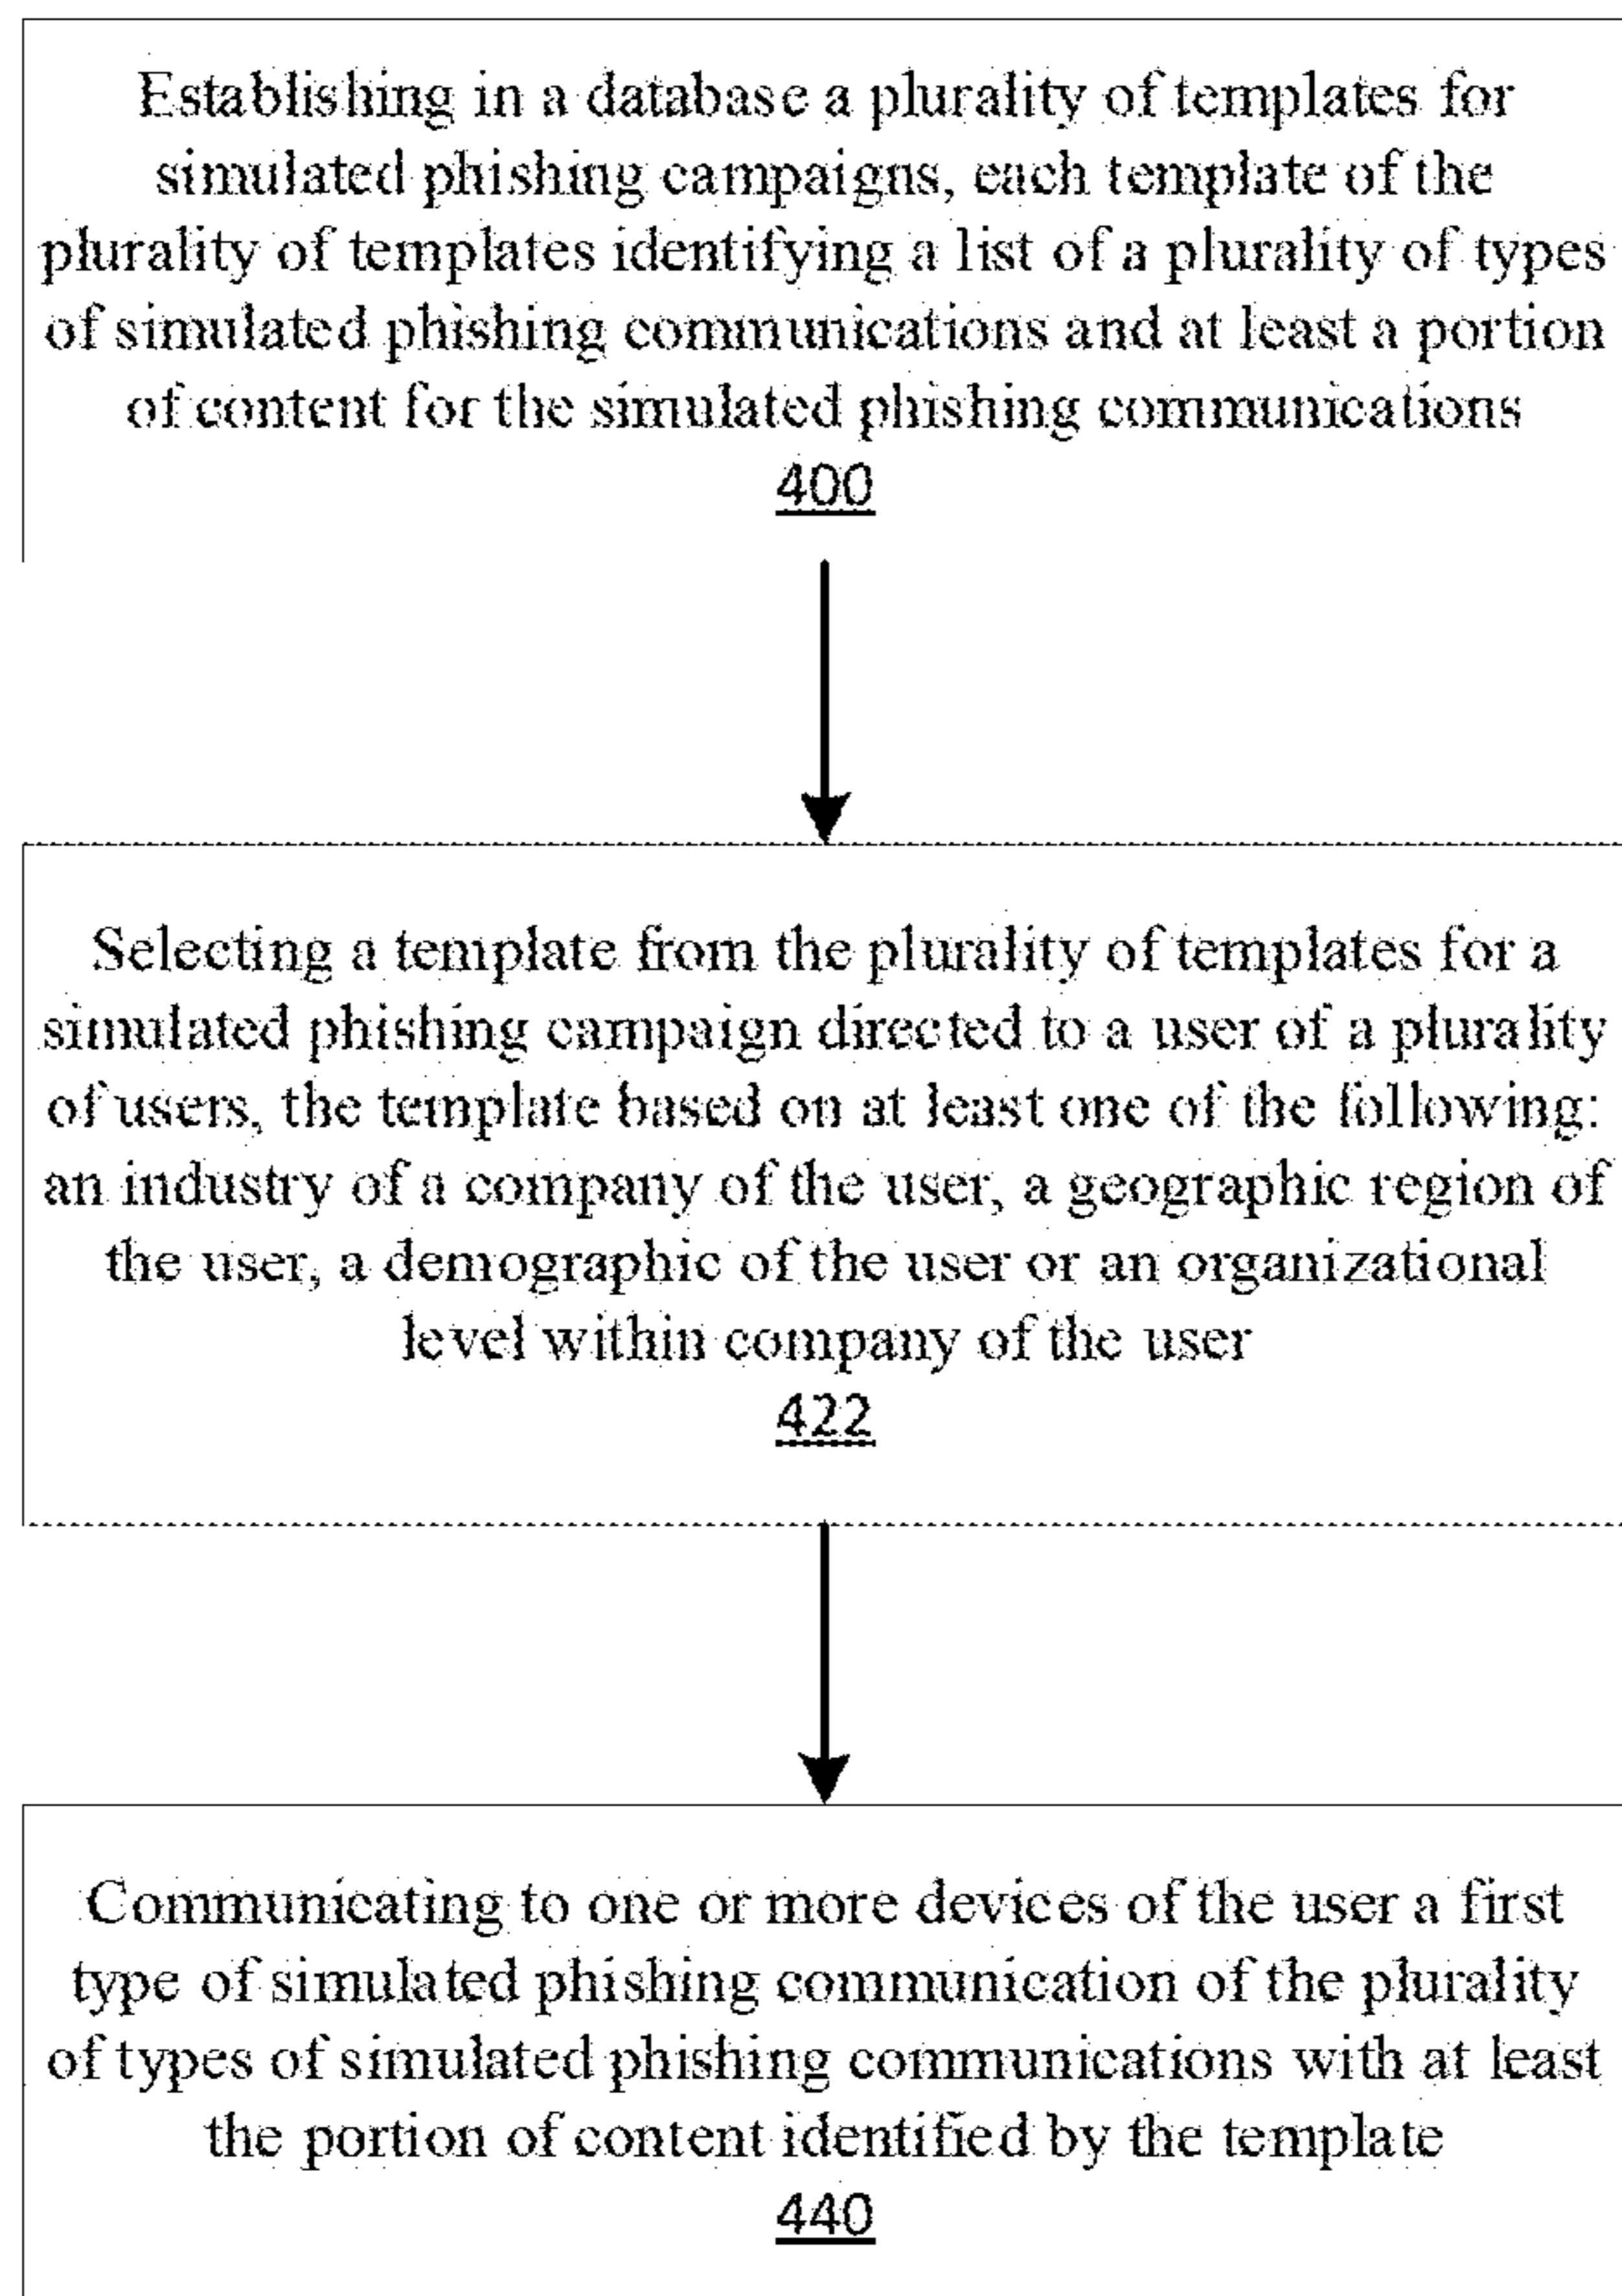 Establishing in a database a plurality of templates for
simulated phishing campaigns, each template of the
plurality of templates identifying a list of a plurality of types
of simulated phishing communications and at least a portion
of content for the simulated phishing communications
400
Selecting a template from the plurality of templates for a
simulated phishing campaign directed to a user of a plurality
of users, the template based on at least one of the following:
an industry of a company of the user, a geographic region of
the user, a demographic of the user or an organizational
level within company of the user
422
Communicating to one or more devices of the user a first
type of simulated phishing communication of the plurality
of types of simulated phishing communications with at least
the portion of content identified by the template
440